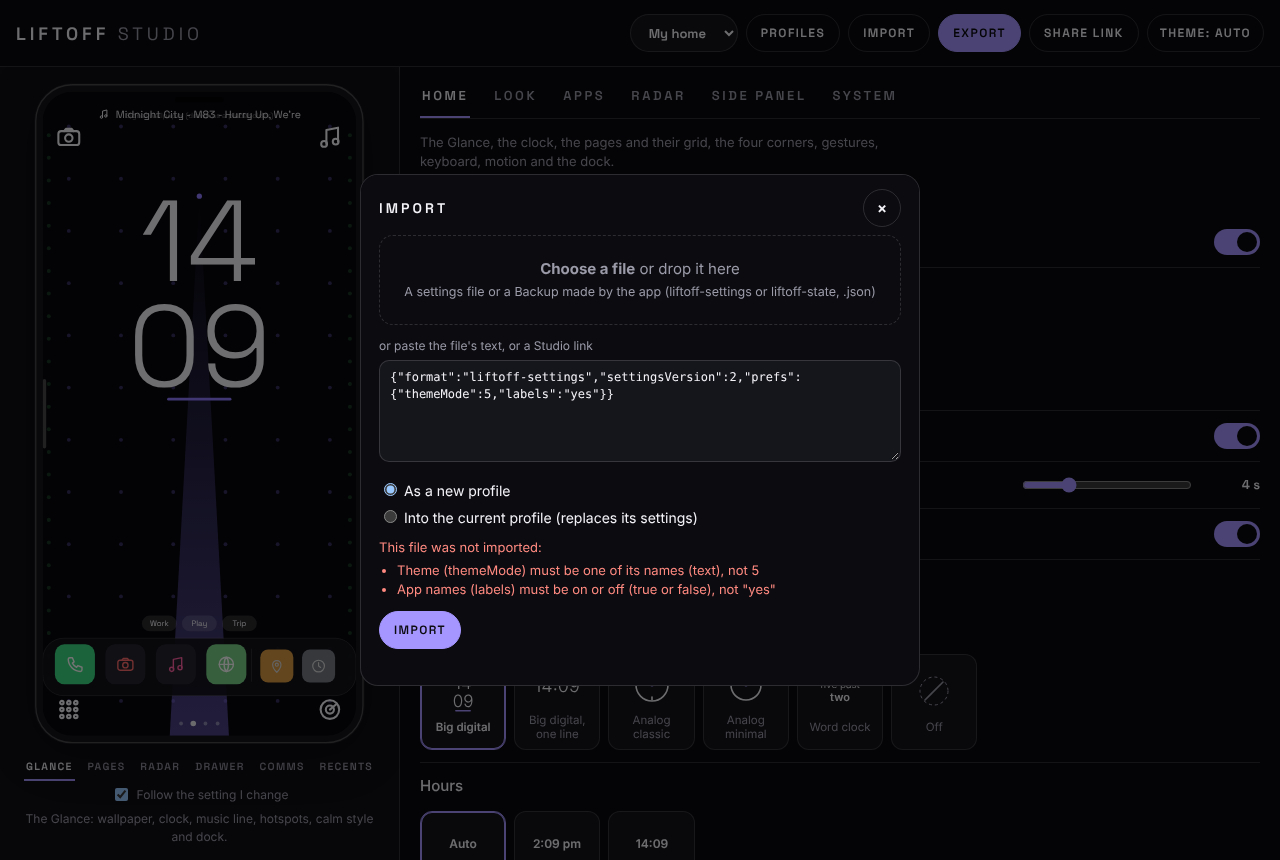 LIFTOFF STUDIO
My home
PROFILES
IMPORT
EXPORT
SHARE LINK
THEME: AUTO
Midnight City - M83 - Hurry Up, We're
14
09
Work
Play
Trip
GLANCE
PAGES
RADAR
DRAWER
COMMS
RECENTS
Follow the setting I change
The Glance: wallpaper, clock, music line, hotspots, calm style
and dock.
HOME
LOOK
APPS
RADAR
SIDE PANEL
SYSTEM
The Glance, the clock, the pages and their grid, the four corners, gestures,
keyboard, motion and the dock.
IMPORT
×
Choose a file or drop it here
A settings file or a Backup made by the app (liftoff-settings or liftoff-state, .json)
or paste the file's text, or a Studio link
{"format":"liftoff-settings","settingsVersion":2,"prefs":
{"themeMode":5,"labels":"yes"}}
As a new profile
Into the current profile (replaces its settings)
This file was not imported:
• Theme (themeMode) must be one of its names (text), not 5
• App names (labels) must be on or off (true or false), not "yes"
IMPORT
4 s
14
09
Big digital
14:09
Big digital,
one line
Analog
classic
Analog
minimal
two
Word clock
Off
Hours
Auto
2:09 pm
14:09